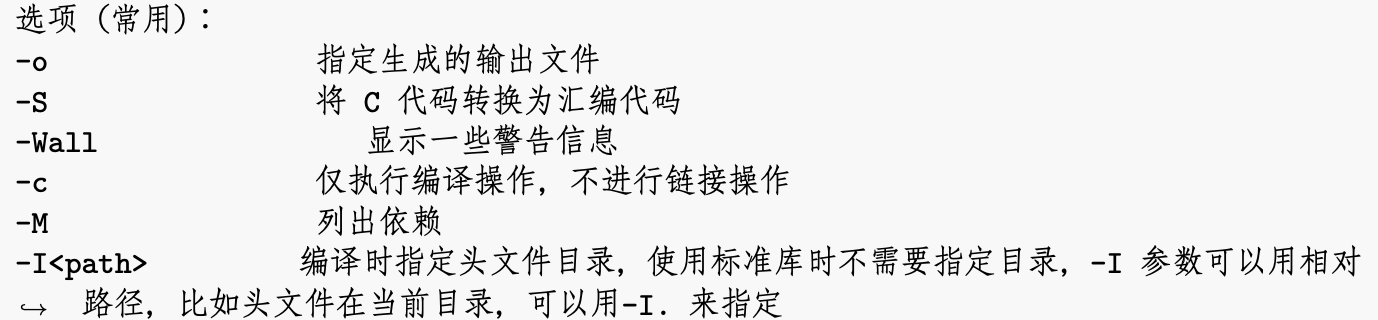 选项 (常用):
-o 指定生成的输出文件
-S 将 C 代码转换为汇编代码
-Wall 显示一些警告信息
-c 仅执行编译操作, 不进行链接操作
-M 列出依赖
-I<path> 编译时指定头文件目录, 使用标准库时不需要指定目录, -I 参数可以用相对
↪ 路径, 比如头文件在当前目录, 可以用-I. 来指定